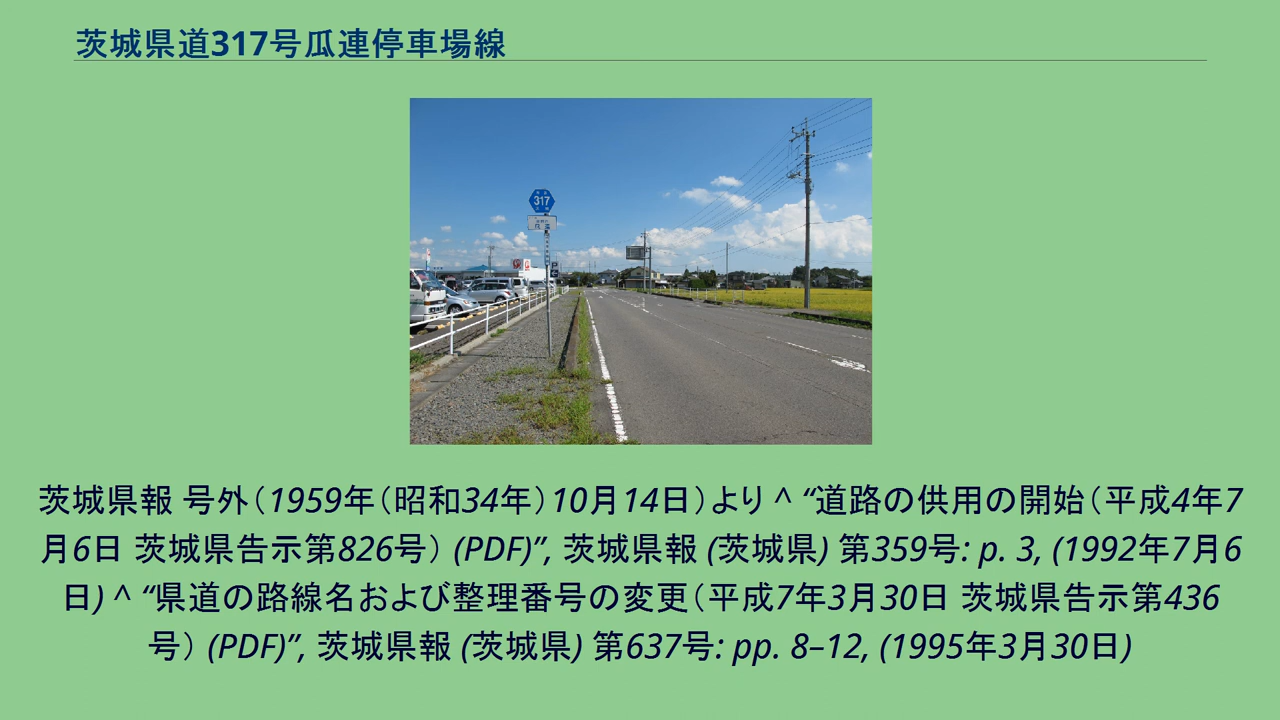 茨城県道317号瓜連停車場線
317
茨城県報 号外（1959年（昭和34年）10月14日）より ^ “道路の供用の開始（平成4年7
月6日 茨城県告示第826号） (PDF)”, 茨城県報 (茨城県) 第359号: p. 3, (1992年7月6
日) ^ “県道の路線名および整理番号の変更（平成7年3月30日 茨城県告示第436
号） (PDF)”, 茨城県報 (茨城県) 第637号: pp. 8–12, (1995年3月30日)